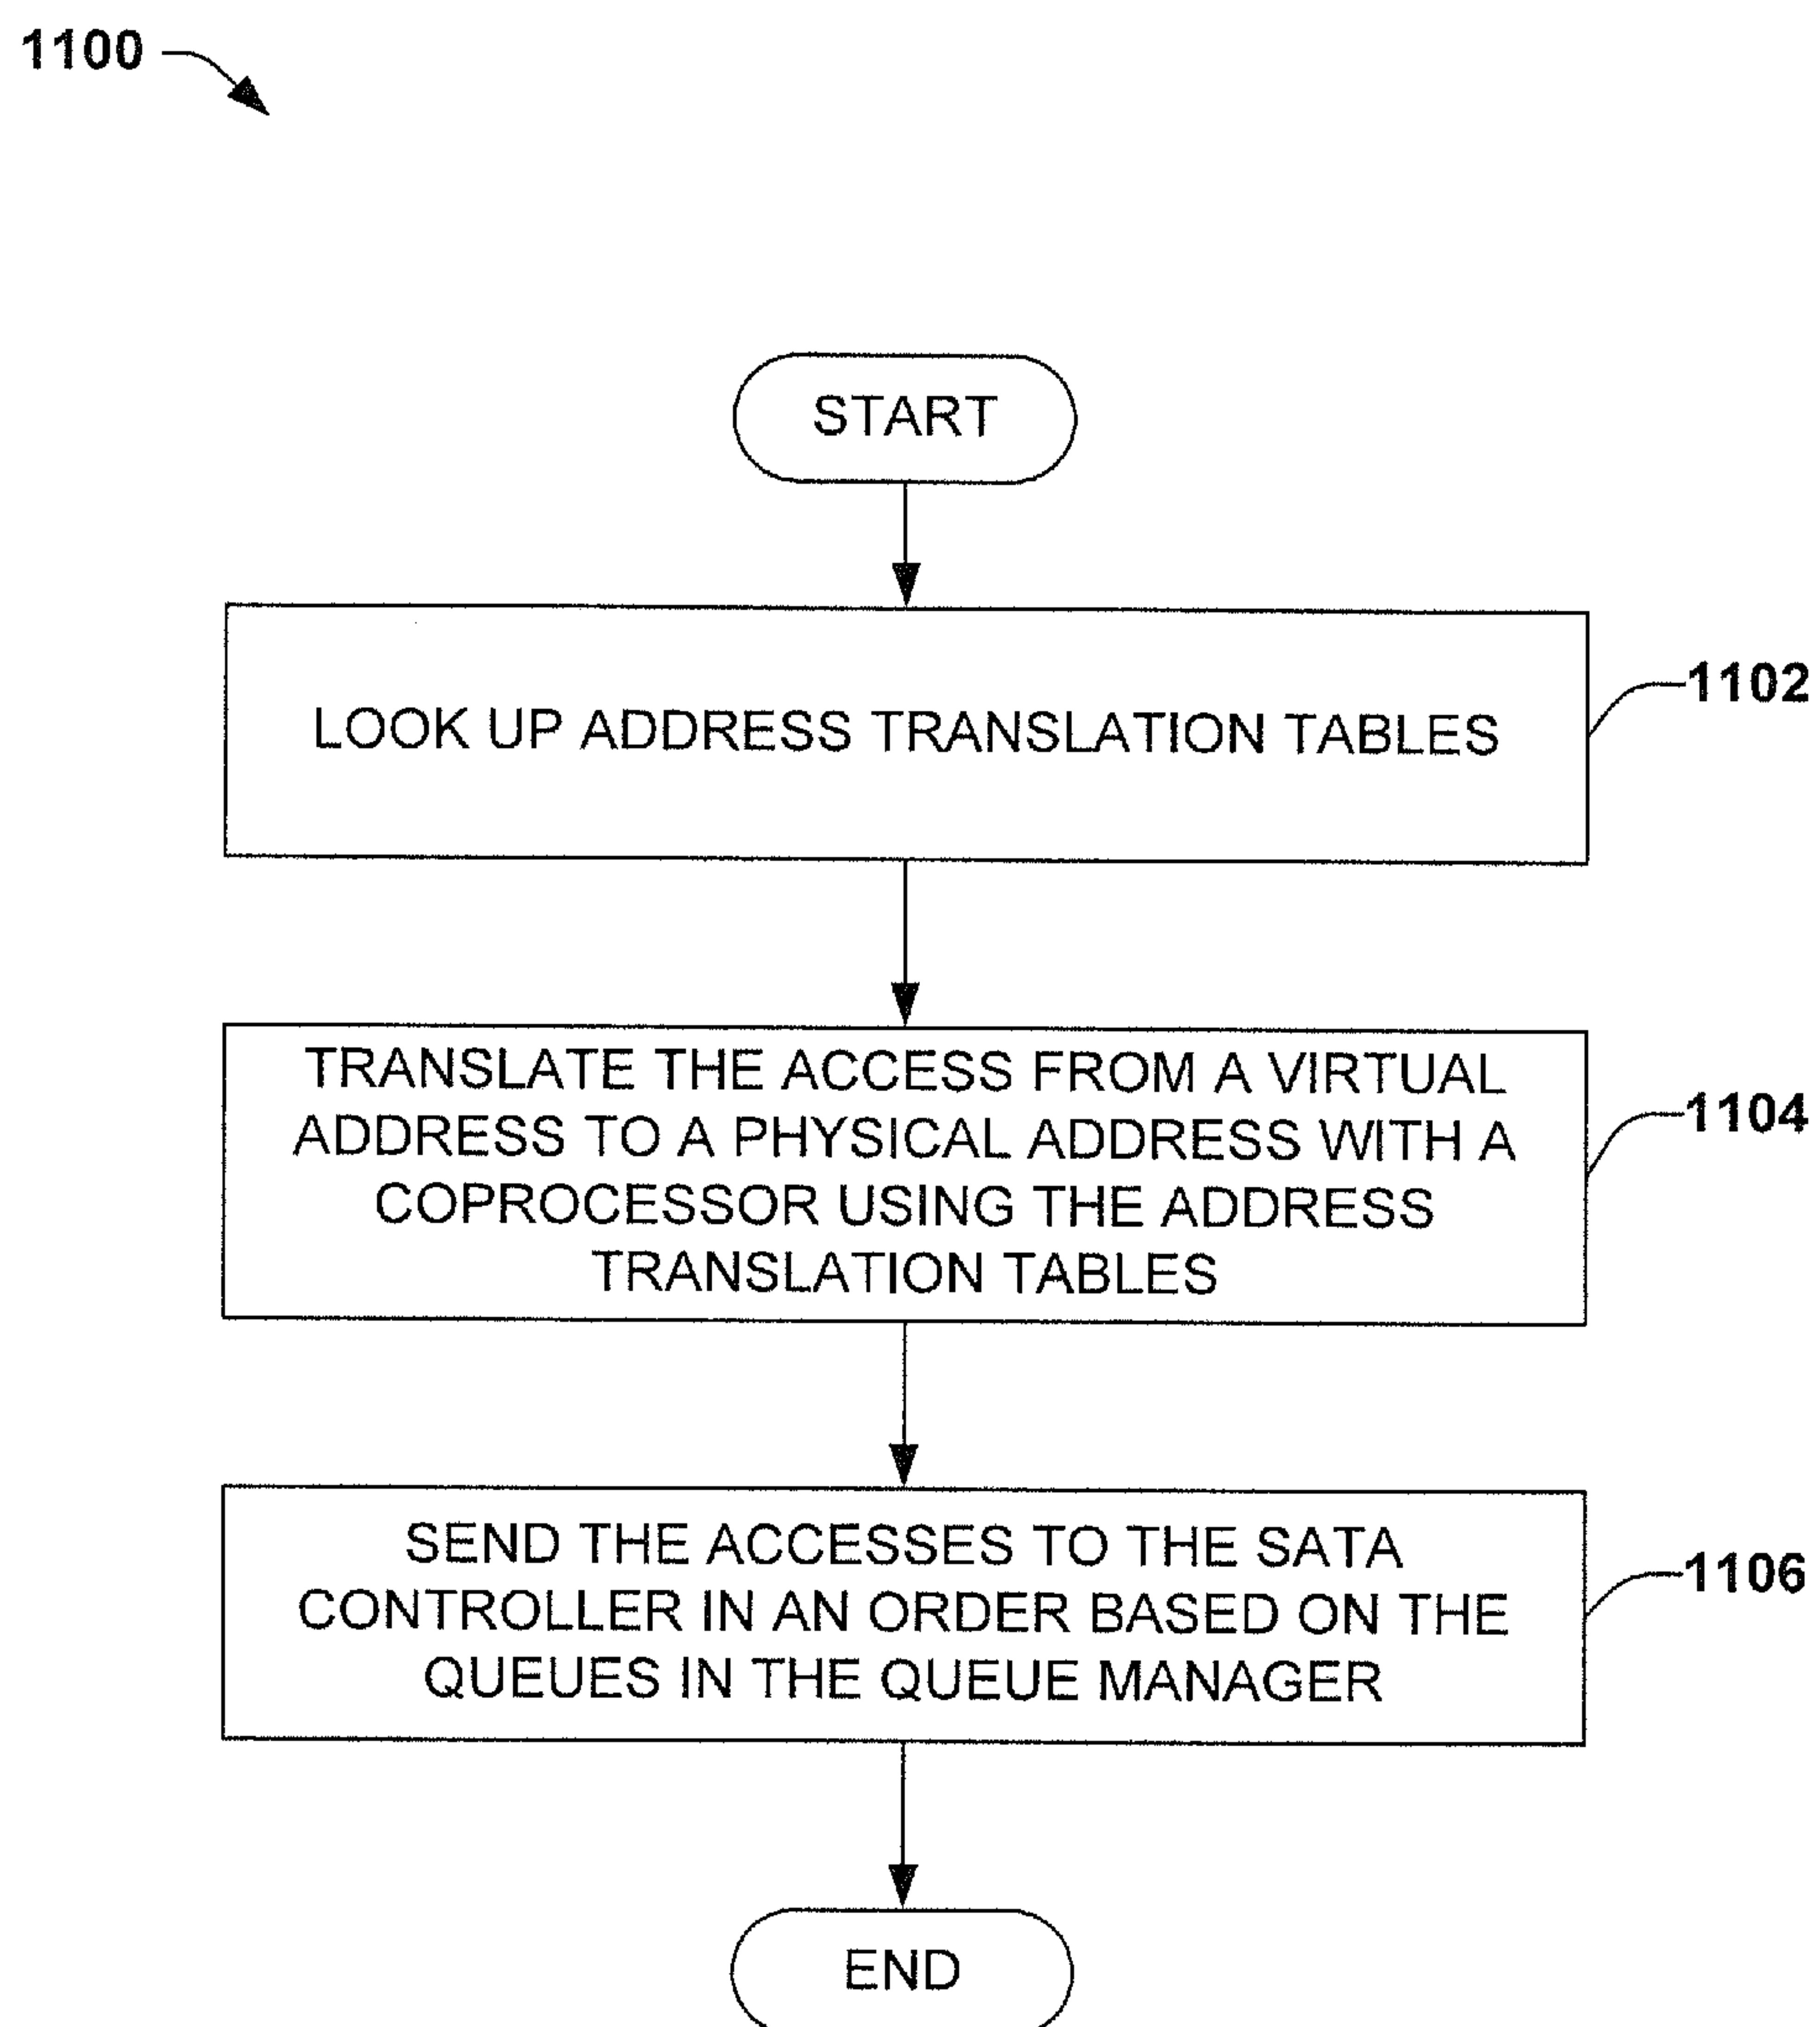 1100
START
LOOK UP ADDRESS TRANSLATION TABLES
1102
TRANSLATE THE ACCESS FROM A VIRTUAL
ADDRESS TO A PHYSICAL ADDRESS WITH A
COPROCESSOR USING THE ADDRESS
TRANSLATION TABLES
1104
SEND THE ACCESSES TO THE SATA
CONTROLLER IN AN ORDER BASED ON THE
QUEUES IN THE QUEUE MANAGER
1106
END